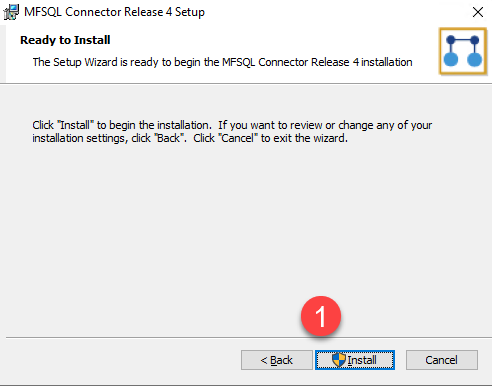 MFSQL Connector Release 4 Setup
Ready to Install
The Setup Wizard is ready to begin the MFSQL Connector Release 4 installation
Click "Install" to begin the installation.  If you want to review or change any of your
installation settings, click "Back".  Click "Cancel" to exit the wizard.
1
< Back
Install
Cancel